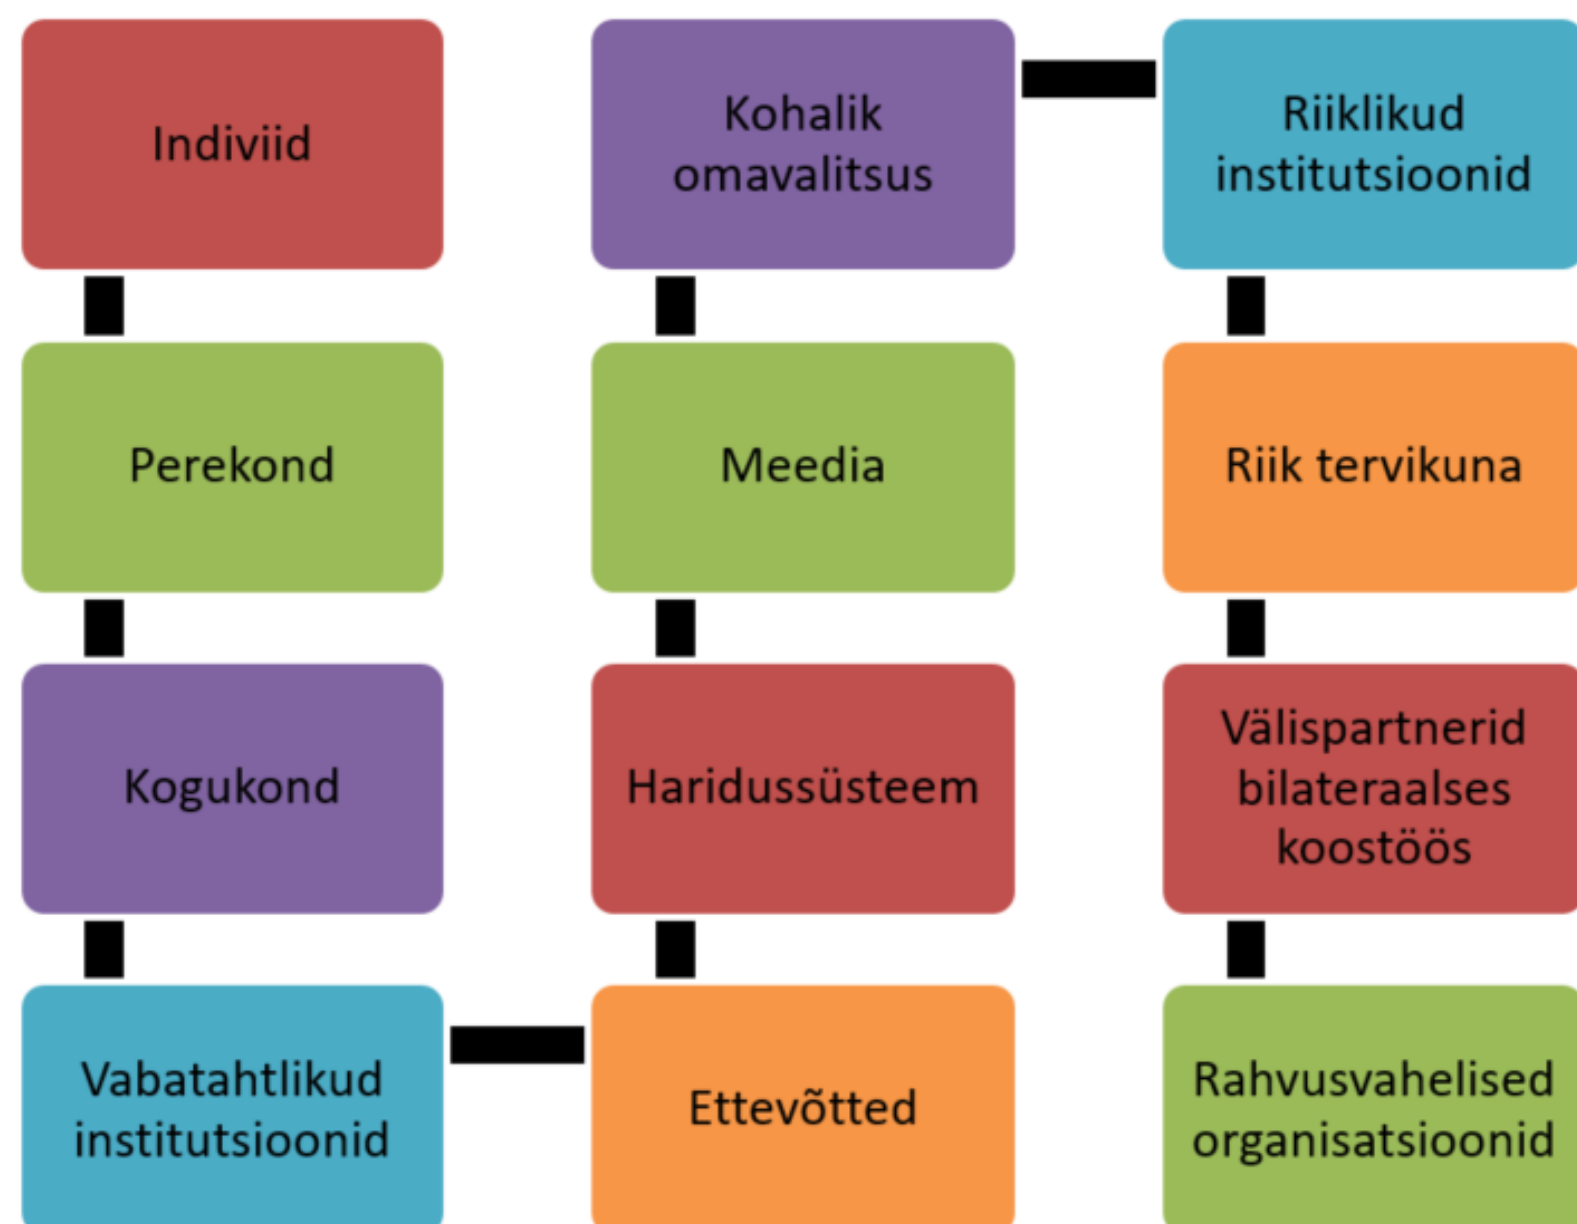 Indiviid
Perekond
Kogukond
Vabatahtlikud
institutsioonid
Ettevõtted
Haridussüsteem
Meedia
Kohalik
omavalitsus
Riiklikud
institutsioonid
Riik tervikuna
Välispartnerid
bilateraalses
koostöös
Rahvusvahelised
organisatsioonid